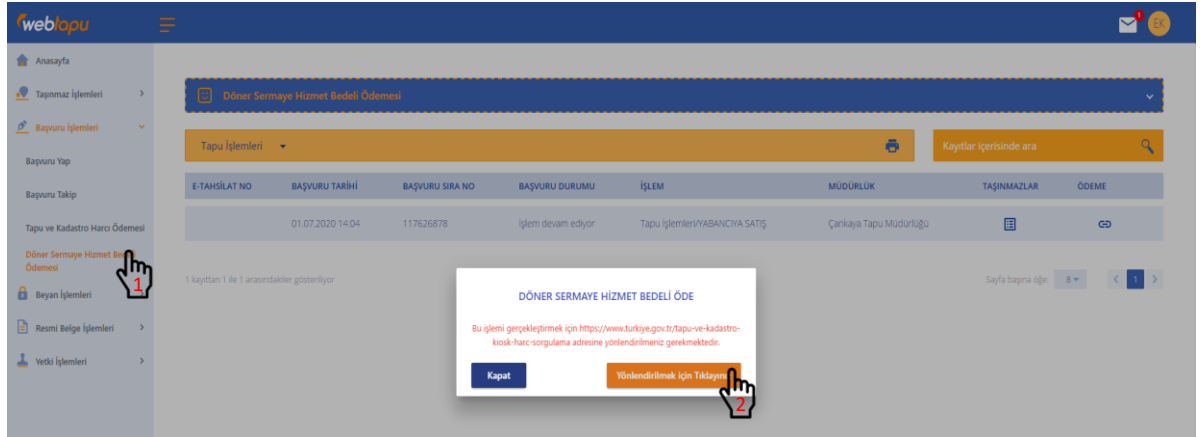 webtapu
1
EK
Anasayfa
Taşınmaz İşlemleri
Başvuru İşlemleri
Başvuru Yap
Başvuru Takip
Tapu ve Kadastro Harcı Ödemesi
Döner Sermaye Hizmet
Ödemesi
1
Beyan İşlemleri
Resmi Belge İşlemleri
Yetki İşlemleri
Döner Sermaye Hizmet Bedeli Ödemesi
Tapu İşlemleri
Kayıtlar içerisinde ara
E-TAHSİLAT NO BAŞVURU TARİHİ BAŞVURU SIRA NO BAŞVURU DURUMU İŞLEM MÜDÜRLÜK TAŞINMAZLAR ÖDEME
01.07.2020 14:04 117626878 İşlem devam ediyor Tapu İşlemleri/YABANCIYA SATIŞ Çankaya Tapu Müdürlüğü
1 kayıttan 1 ile 1 arasındakiler gösteriliyor
Sayfa başına öğe: 8 < 1 >
DÖNER SERMAYE HİZMET BEDELİ ÖDE
Bu işlemi gerçekleştirmek için https://www.turkiye.gov.tr/tapu-ve-kadastro-
kiosk-harc-sorgulama adresine yönlendirilmeniz gerekmektedir.
Kapat
Yönlendirilmek için Tıklayın
2